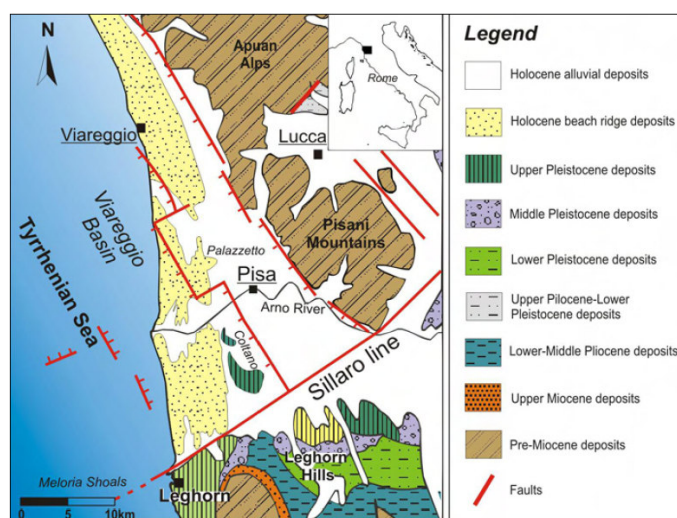 N
Apuan
Alps
Rome
Viareggio
Lucca
Viareggio
Basin
Pisani
Mountains
Palazzetto
Tyrrhenian Sea
Pisa
Arno River
Coltano
Sillaro line
Leghorn
Hills
Meloria Shoals
Leghorn
0 5 10km
Legend
Holocene alluvial deposits
Holocene beach ridge deposits
Upper Pleistocene deposits
Middle Pleistocene deposits
Lower Pleistocene deposits
Upper Pilocene-Lower
Pleistocene deposits
Lower-Middle Pliocene deposits
Upper Miocene deposits
Pre-Miocene deposits
Faults